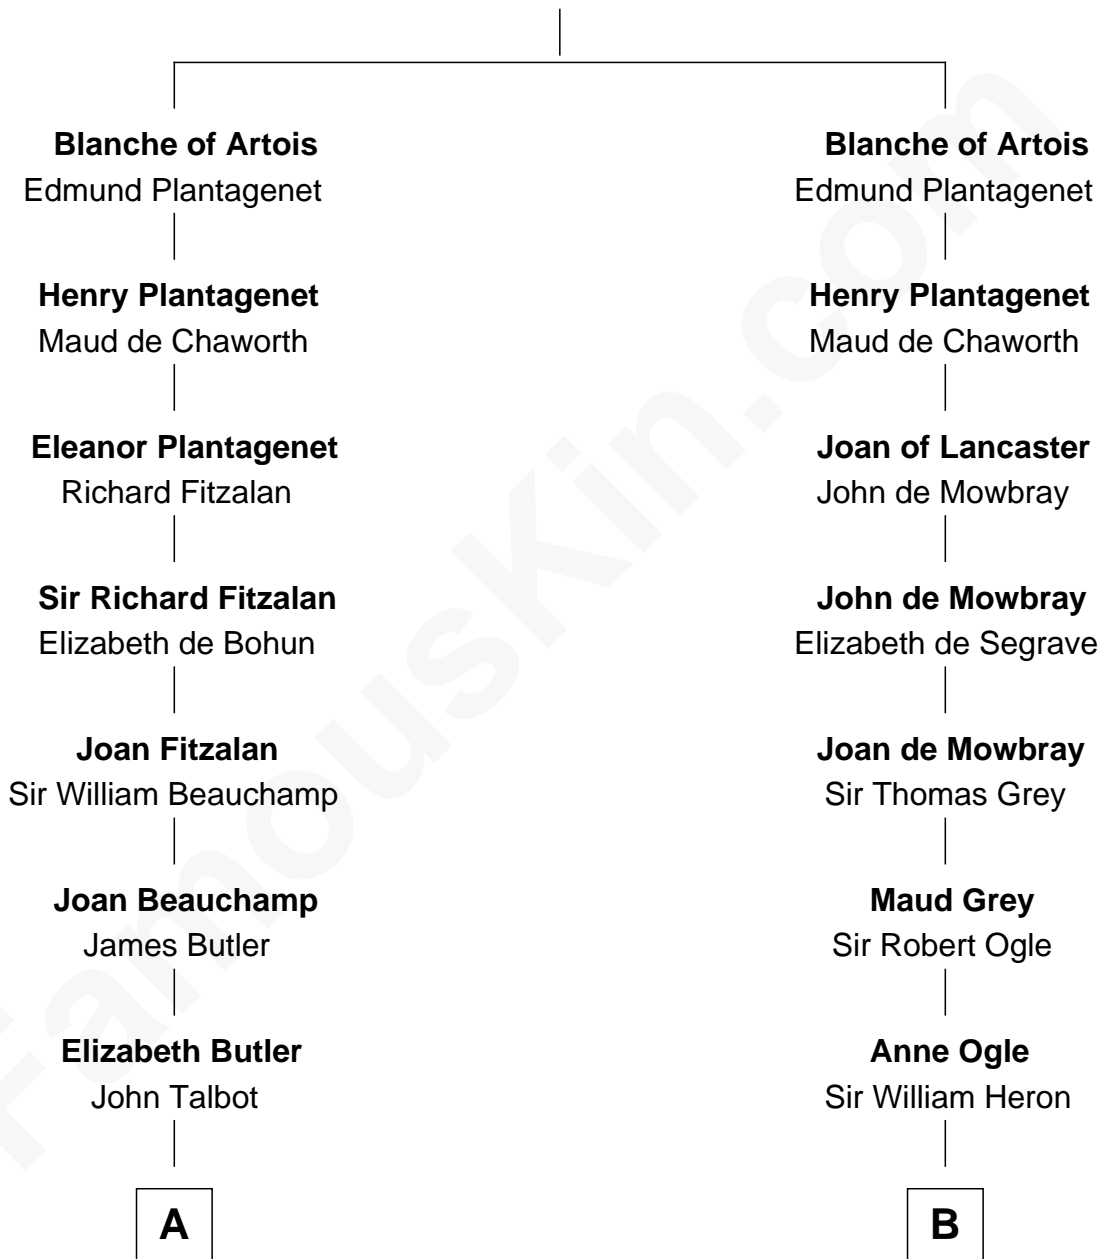 Blanche of Artois
Edmund Plantagenet
Henry Plantagenet
Maud de Chaworth
Eleanor Plantagenet
Richard Fitzalan
Sir Richard Fitzalan
Elizabeth de Bohun
Joan Fitzalan
Sir William Beauchamp
Joan Beauchamp
James Butler
Elizabeth Butler
John Talbot
A
Blanche of Artois
Edmund Plantagenet
Henry Plantagenet
Maud de Chaworth
Joan of Lancaster
John de Mowbray
John de Mowbray
Elizabeth de Segrave
Joan de Mowbray
Sir Thomas Grey
Maud Grey
Sir Robert Ogle
Anne Ogle
Sir William Heron
B
FamousKin.com